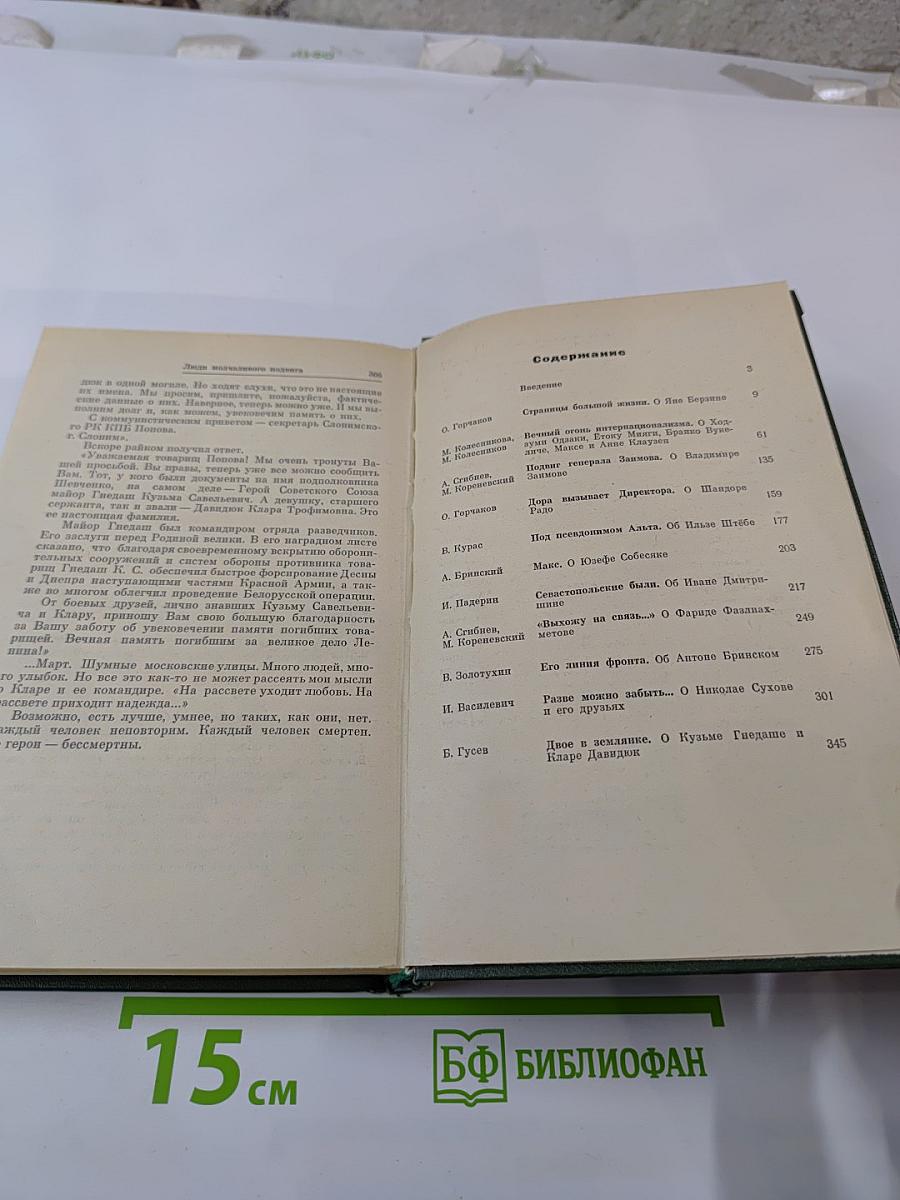 Люди молчаливого подвига 366
дюк в одной могиле. Но ходят слухи, что это не настоящие
их имена. Мы просим, пришлите, пожалуйста, фактиче-
ские данные о них. Наверное, теперь можно уже. И мы вы-
полним долг и, как можем, увековечим память о них.
С коммунистическим приветом — секретарь Слонимско-
го РК КПБ Попова.
г. Слоним».
Вскоре райком получил ответ.
«Уважаемая товарищ Попова! Мы очень тронуты Ва-
шей просьбой. Вы правы, теперь уже все можно сообщить
Вам. Тот, у кого были документы на имя подполковника
Шевченко, на самом деле — Герой Советского Союза
майор Гнедаш Кузьма Савельевич. А девушку, старшего
сержанта, так и звали — Давидюк Клара Трофимовна. Это
ее настоящая фамилия.
Майор Гнедаш был командиром отряда разведчиков.
Его заслуги перед Родиной велики. В его наградном листе
сказано, что благодаря своевременному вскрытию оборони-
тельных сооружений и систем обороны противника това-
рищ Гнедаш К. С. обеспечил быстрое форсирование Десны
и Днепра наступающими частями Красной Армии, а так-
же во многом облегчил проведение Белорусской операции.
От боевых друзей, лично знавших Кузьму Савельеви-
ча и Клару, приношу Вам свою большую благодарность
за Вашу заботу об увековечении памяти погибших това-
рищей. Вечная память погибшим за великое дело Ле-
нина!»
...Март. Шумные московские улицы. Много людей, мно-
го улыбок. Но все это как-то не может рассеять мои мысли
о Кларе и ее командире. «На рассвете уходит любовь. На
рассвете приходит надежда...»
Возможно, есть лучше, умнее, но таких, как они, нет.
Каждый человек неповторим. Каждый человек смертен.
герои — бессмертны.
Содержание
Введение 3
О. Горчаков Страницы большой жизни. О Яне Берзине 9
М. Колесникова, Вечный огонь интернационализма. О Ход-
М. Колесников зуми Одзаки, Етоку Мияги, Бранко Буке-
личе, Максе и Анне Клаузен 61
А. Сгибнев, Подвиг генерала Заимова. О Владимире
М. Кореневский Заимове 135
О. Горчаков Дора вызывает Директора. О Шандоре
Радо 159
В. Курас Под псевдонимом Альта. Об Ильзе Штёбе 177
А. Бринский Макс. О Юзефе Собесяке 203
И. Падерин Севастопольские были. Об Иване Дмитри-
шине 217
А. Сгибнев, «Выхожу на связь...» О Фариде Фазлиах-
М. Кореневский метове 249
В. Золотухин Его линия фронта. Об Антоне Бринском 275
И. Василевич Разве можно забыть... О Николае Сухове
и его друзьях 301
Б. Гусев Двое в землянке. О Кузьме Гнедаше и
Кларе Давидюк 345
15 см
БФ БИБЛИОФАН